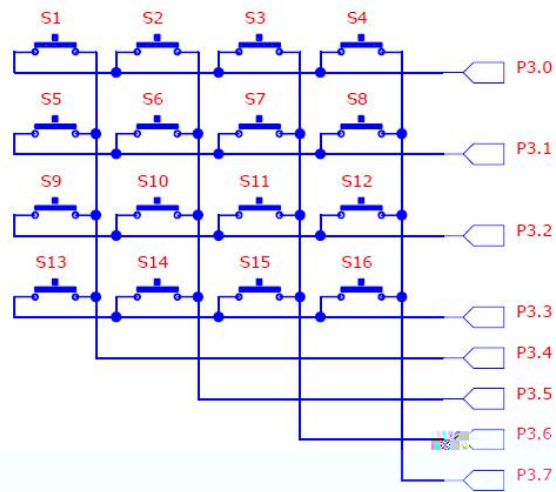 S1 S2 S3 S4
P3.0
S5 S6 S7 S8
P3.1
S9 S10 S11 S12
P3.2
S13 S14 S15 S16
P3.3
P3.4
P3.5
P3.6
P3.7